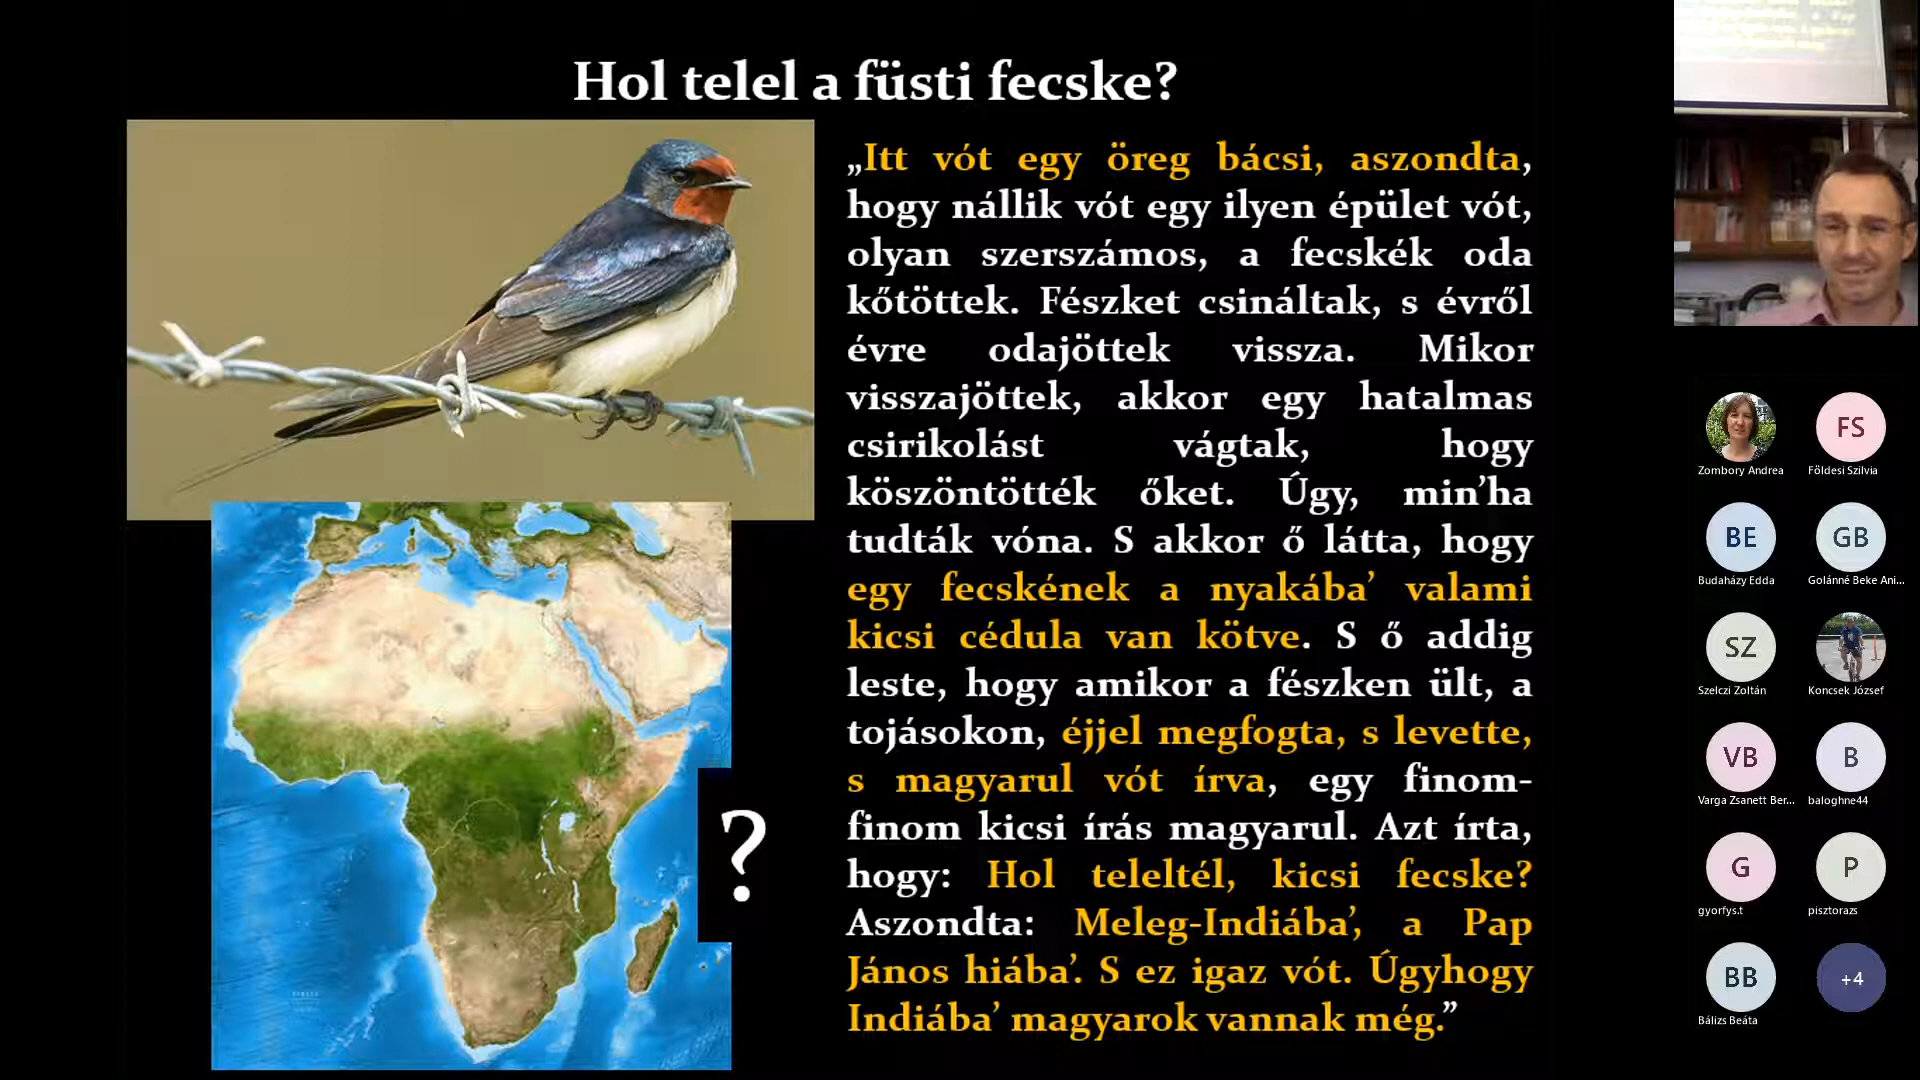 Hol telel a füsti fecske?
„Itt vót egy öreg bácsi, aszondta,
hogy nállik vót egy ilyen épület vót,
olyan szerszámos, a fecskék oda
kőtöttek. Fészket csináltak, s évről
évre odajöttek vissza. Mikor
visszajöttek, akkor egy hatalmas
csirikolást vágtak, hogy
köszöntötték őket. Úgy, min’ha
tudták vóna. S akkor ő látta, hogy
egy fecskének a nyakába’ valami
kicsi cédula van kötve. S ő addig
leste, hogy amikor a fészken ült, a
tojásokon, éjjel megfogta, s levette,
s magyarul vót írva, egy finom-
finom kicsi írás magyarul. Azt írta,
hogy: Hol teleltél, kicsi fecske?
Aszondta: Meleg-Indiába’, a Pap
János hiába’. S ez igaz vót. Úgyhogy
Indiába’ magyarok vannak még.”
?
Zombory Andrea
FS
Földesi Szilvia
BE
Budaházy Edda
GB
Golánné Beke Ani...
SZ
Szelczi Zoltán
Koncsek József
VB
Varga Zsanett Ber...
B
baloghne44
G
gyorfys.t
P
pisztorazs
BB
Bálizs Beáta
+4